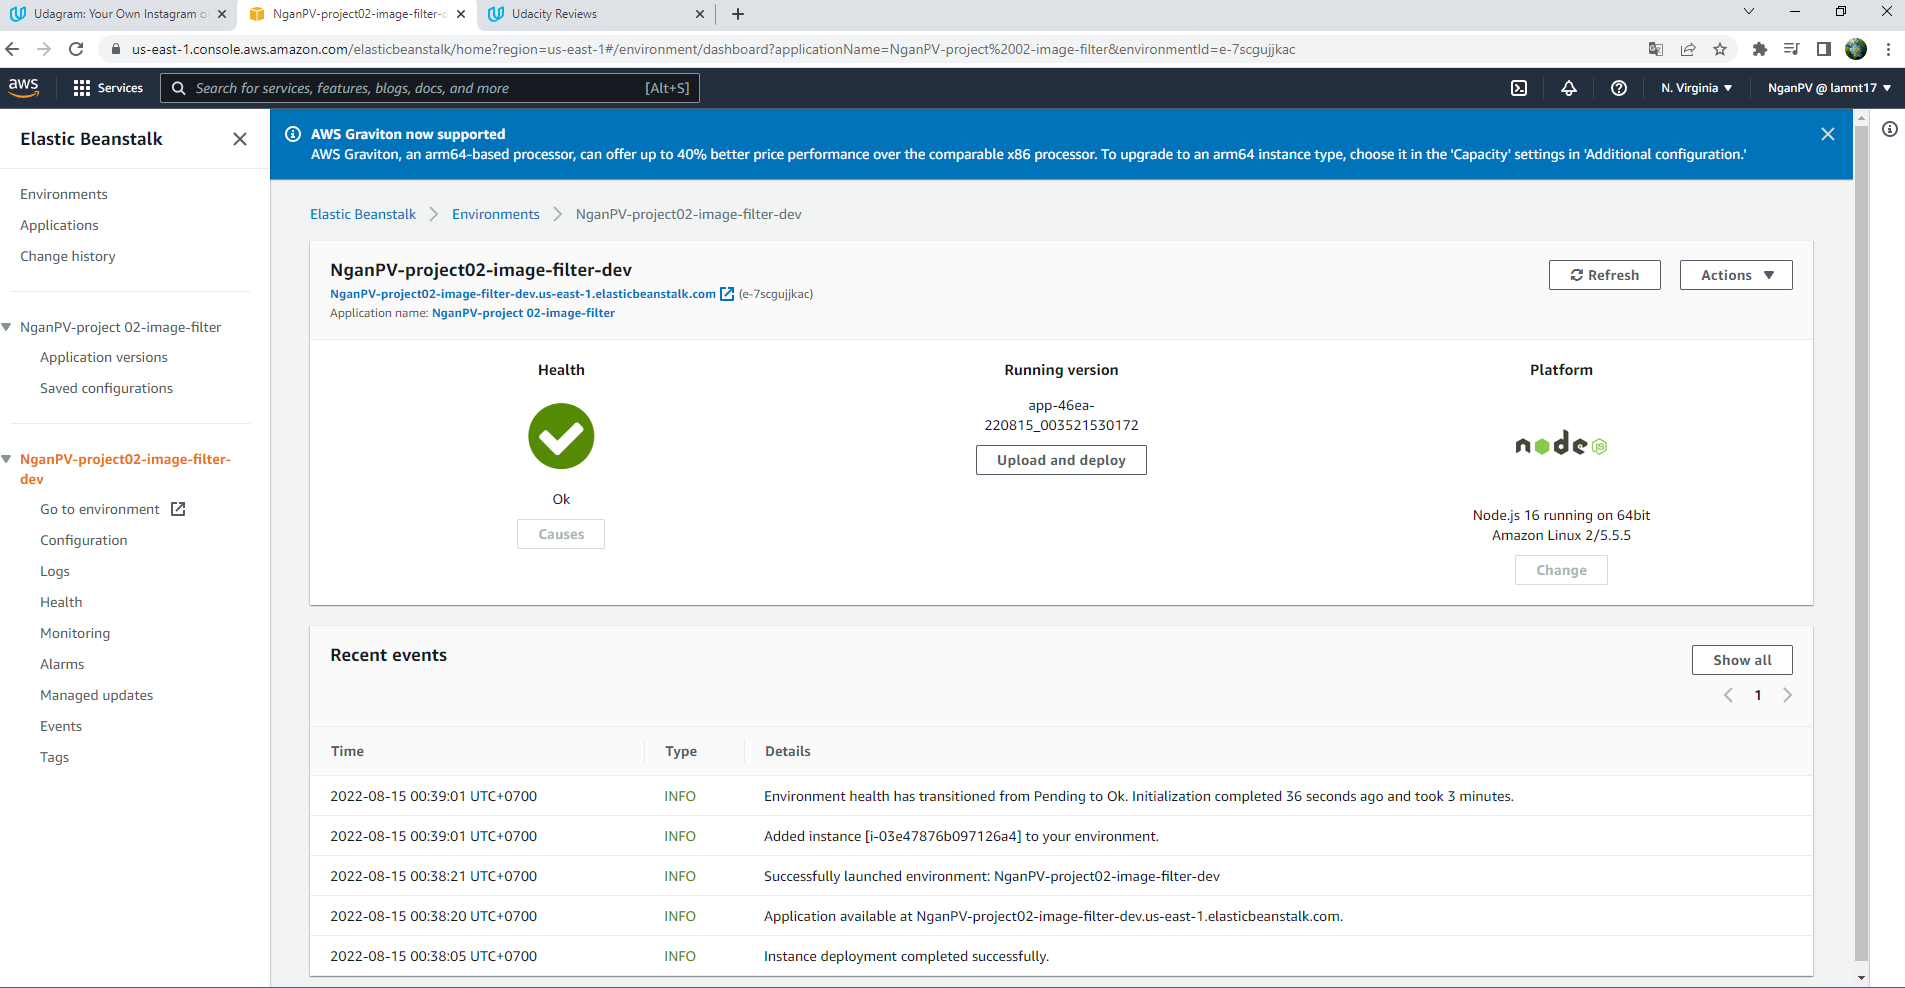 Udagram: Your Own Instagram o
NganPV-project02-image-filter-d
Udacity Reviews
us-east-1.console.aws.amazon.com/elasticbeanstalk/home?region=us-east-1#/environment/dashboard?applicationName=NganPV-project%2002-image-filter&environmentId=e-7scgujjkac
aws
Services
Search for services, features, blogs, docs, and more
[Alt+S]
N. Virginia
NganPV @ lamnt17
Elastic Beanstalk
Environments
Applications
Change history
NganPV-project 02-image-filter
Application versions
Saved configurations
NganPV-project02-image-filter-
dev
Go to environment
Configuration
Logs
Health
Monitoring
Alarms
Managed updates
Events
Tags
AWS Graviton now supported
AWS Graviton, an arm64-based processor, can offer up to 40% better price performance over the comparable x86 processor. To upgrade to an arm64 instance type, choose it in the 'Capacity' settings in 'Additional configuration.'
Elastic Beanstalk > Environments > NganPV-project02-image-filter-dev
NganPV-project02-image-filter-dev
NganPV-project02-image-filter-dev.us-east-1.elasticbeanstalk.com (e-7scgujjkac)
Application name: NganPV-project 02-image-filter
Refresh
Actions
Health
Ok
Causes
Running version
app-46ea-
220815_003521530172
Upload and deploy
Platform
node JS
Node.js 16 running on 64bit
Amazon Linux 2/5.5.5
Change
Recent events
Show all
1
Time Type Details
2022-08-15 00:39:01 UTC+0700 INFO Environment health has transitioned from Pending to Ok. Initialization completed 36 seconds ago and took 3 minutes.
2022-08-15 00:39:01 UTC+0700 INFO Added instance [i-03e47876b097126a4] to your environment.
2022-08-15 00:38:21 UTC+0700 INFO Successfully launched environment: NganPV-project02-image-filter-dev
2022-08-15 00:38:20 UTC+0700 INFO Application available at NganPV-project02-image-filter-dev.us-east-1.elasticbeanstalk.com.
2022-08-15 00:38:05 UTC+0700 INFO Instance deployment completed successfully.